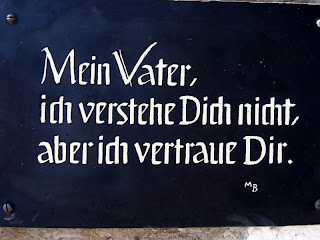 Mein Vater,
ich verstehe Dich nicht,
aber ich vertraue Dir.
MB